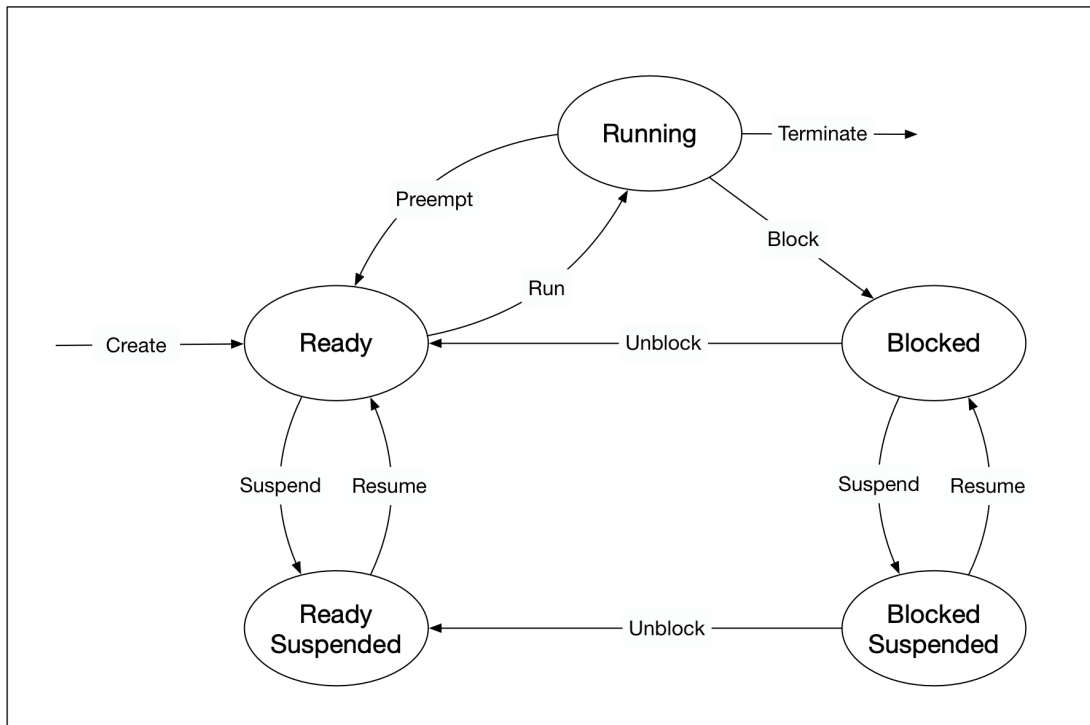 Running
Terminate
Preempt
Block
Run
Create
Ready
Unblock
Blocked
Suspend
Resume
Suspend
Resume
Ready
Suspended
Unblock
Blocked
Suspended